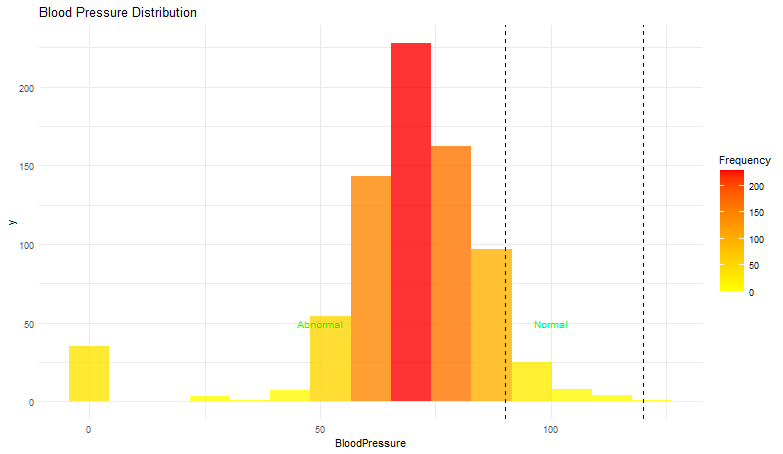 Blood Pressure Distribution
y
200
150
100
50
0
Abnormal
Normal
0
50
100
BloodPressure
Frequency
200
150
100
50
0